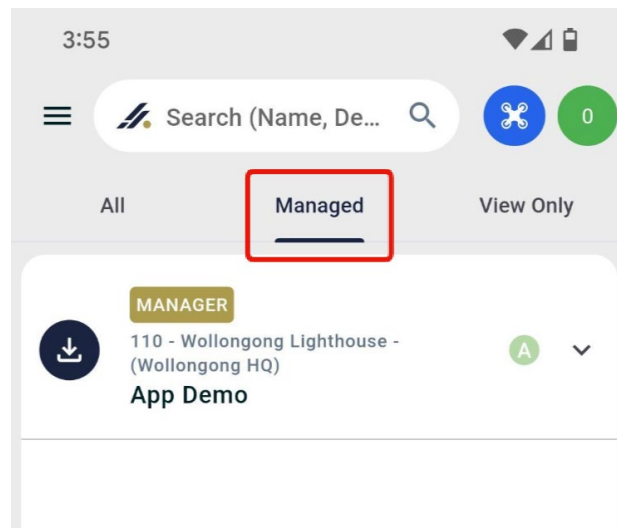 3:55
Search (Name, De...
0
All Managed View Only
MANAGER
110 - Wollongong Lighthouse -
(Wollongong HQ)
A
App Demo